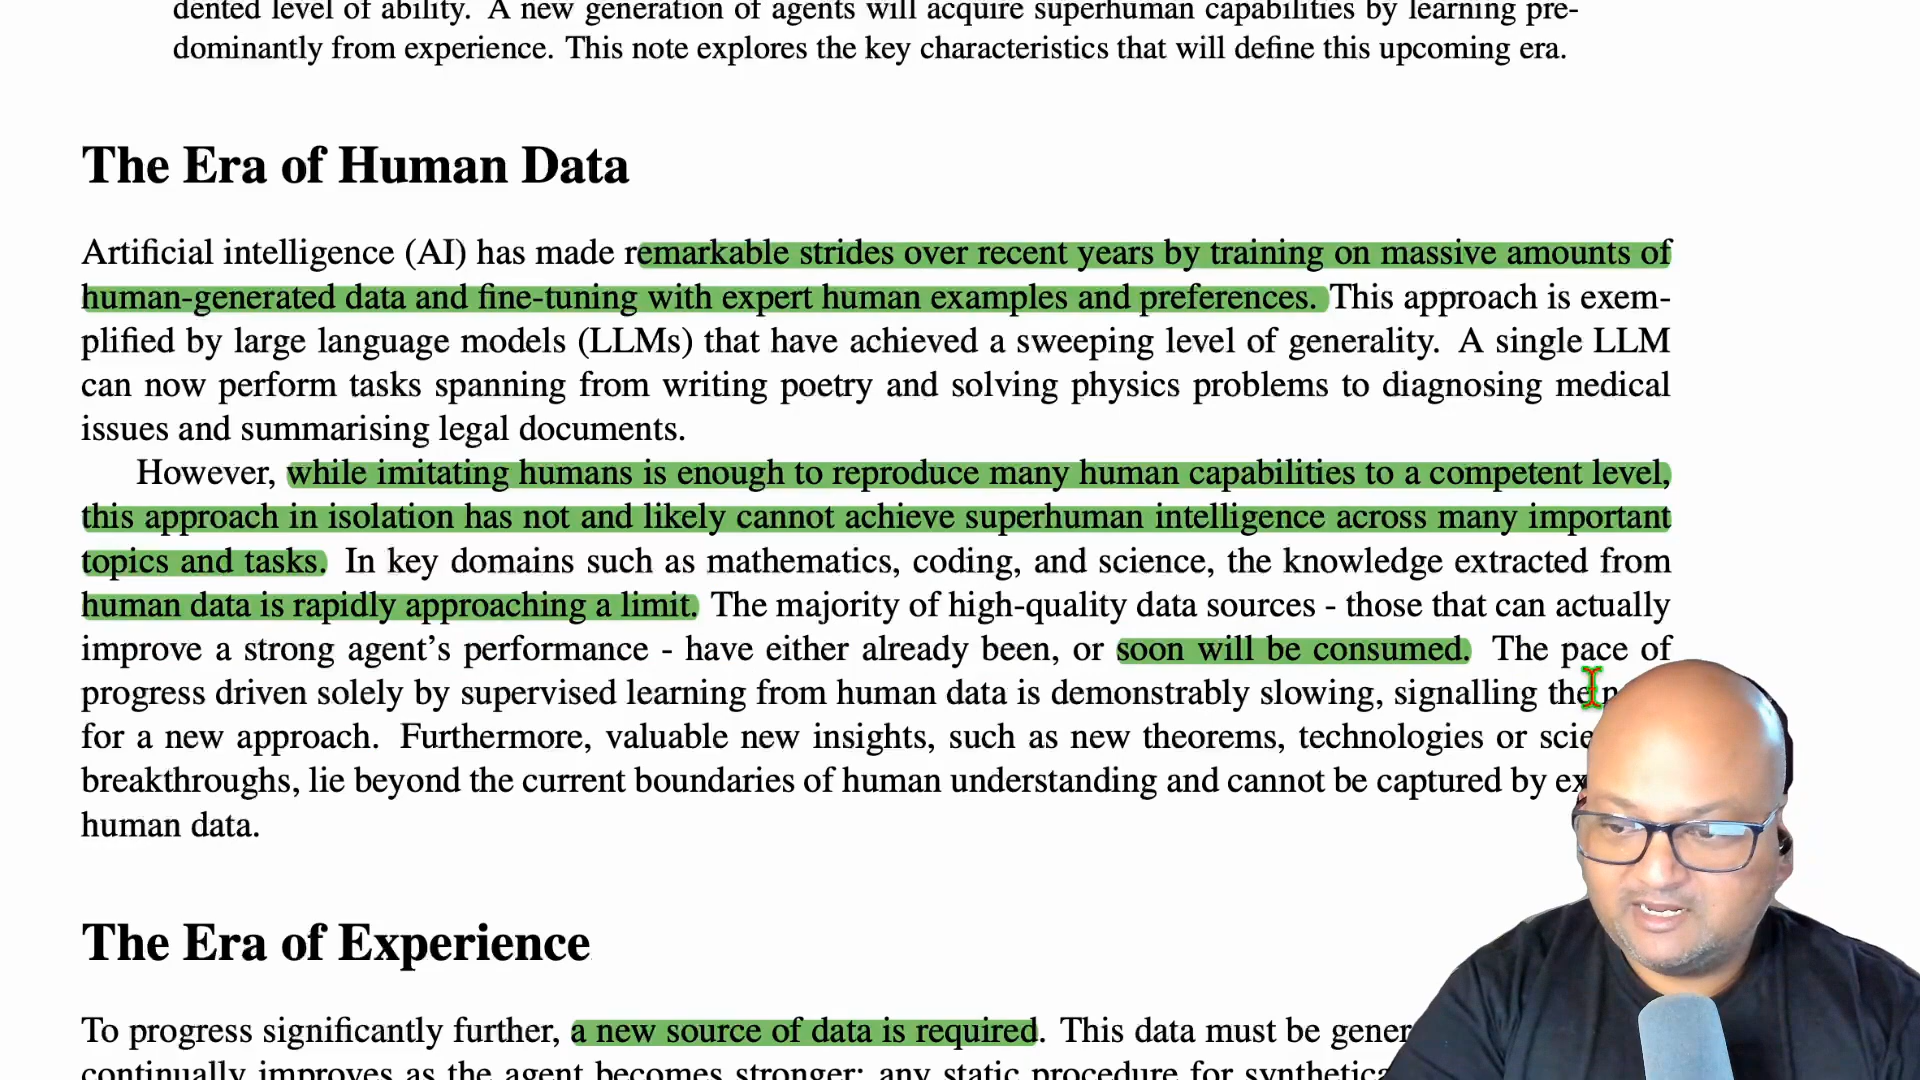 dented level of ability. A new generation of agents will acquire superhuman capabilities by learning pre-
dominantly from experience. This note explores the key characteristics that will define this upcoming era.
The Era of Human Data
Artificial intelligence (AI) has made remarkable strides over recent years by training on massive amounts of
human-generated data and fine-tuning with expert human examples and preferences. This approach is exem-
plified by large language models (LLMs) that have achieved a sweeping level of generality. A single LLM
can now perform tasks spanning from writing poetry and solving physics problems to diagnosing medical
issues and summarising legal documents.
However, while imitating humans is enough to reproduce many human capabilities to a competent level,
this approach in isolation has not and likely cannot achieve superhuman intelligence across many important
topics and tasks. In key domains such as mathematics, coding, and science, the knowledge extracted from
human data is rapidly approaching a limit. The majority of high-quality data sources - those that can actually
improve a strong agent's performance - have either already been, or soon will be consumed. The pace of
progress driven solely by supervised learning from human data is demonstrably slowing, signalling the
for a new approach. Furthermore, valuable new insights, such as new theorems, technologies or
breakthroughs, lie beyond the current boundaries of human understanding and cannot be captured by
human data.
The Era of Experience
To progress significantly further, a new source of data is required. This data must be
continually improves as the agent becomes stronger; any static procedure for